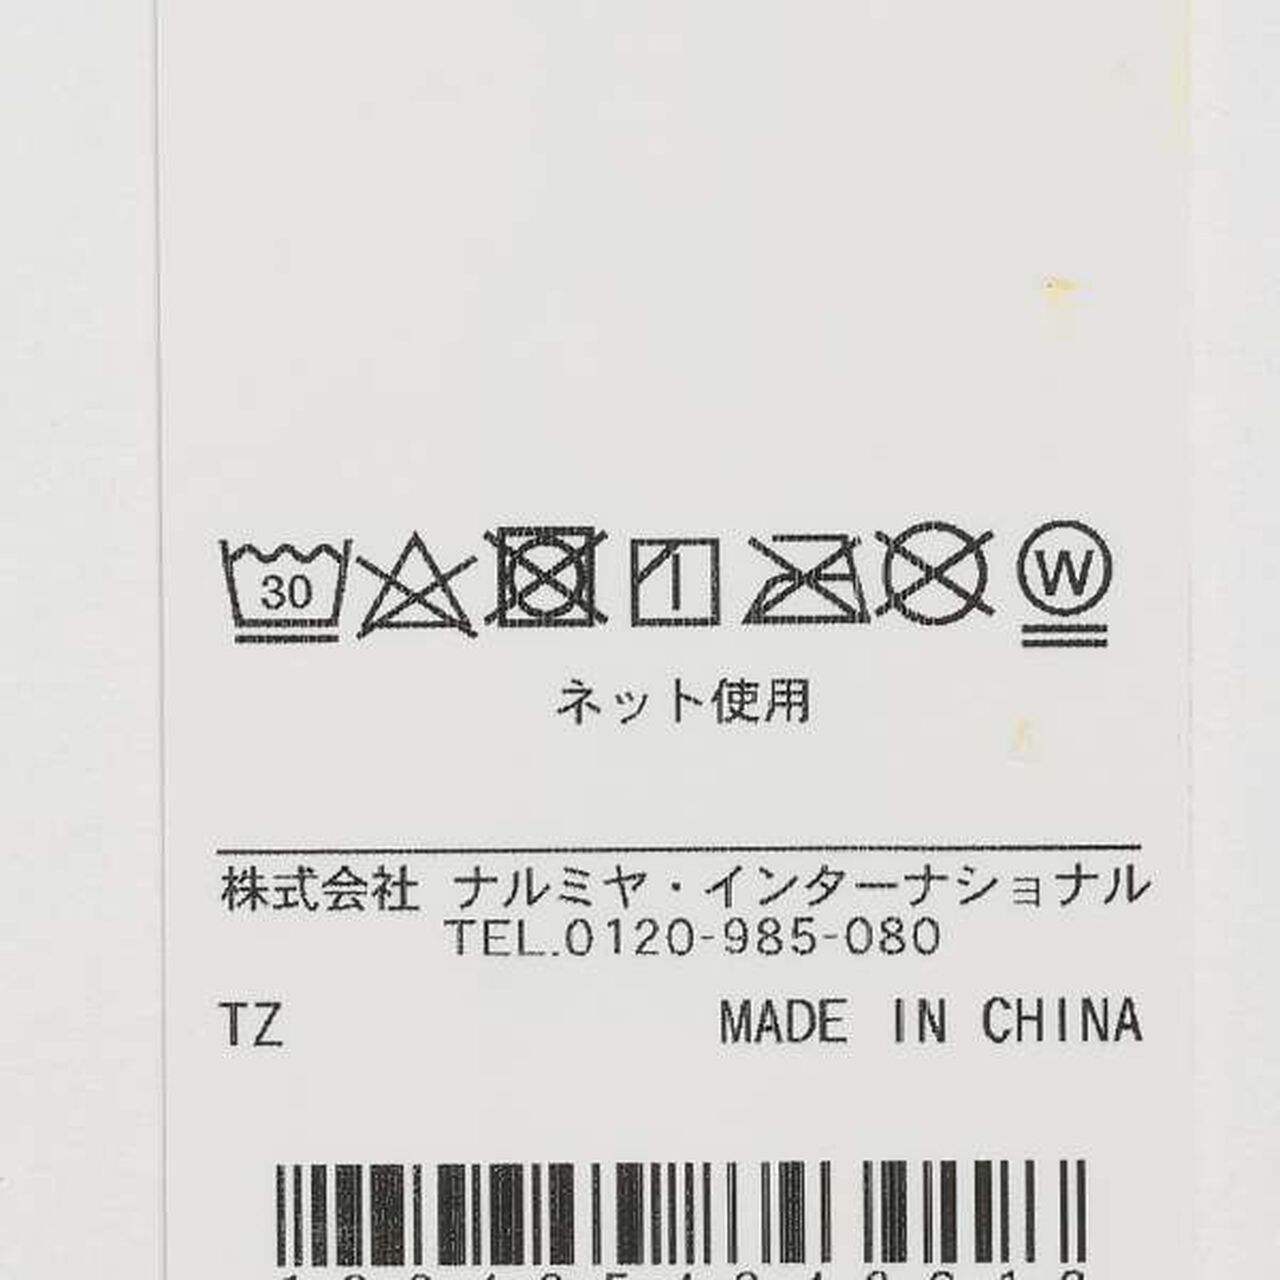 30
W
ネット使用
株式会社 ナルミヤ・インターナショナル
TEL.0120-985-080
TZ MADE IN CHINA